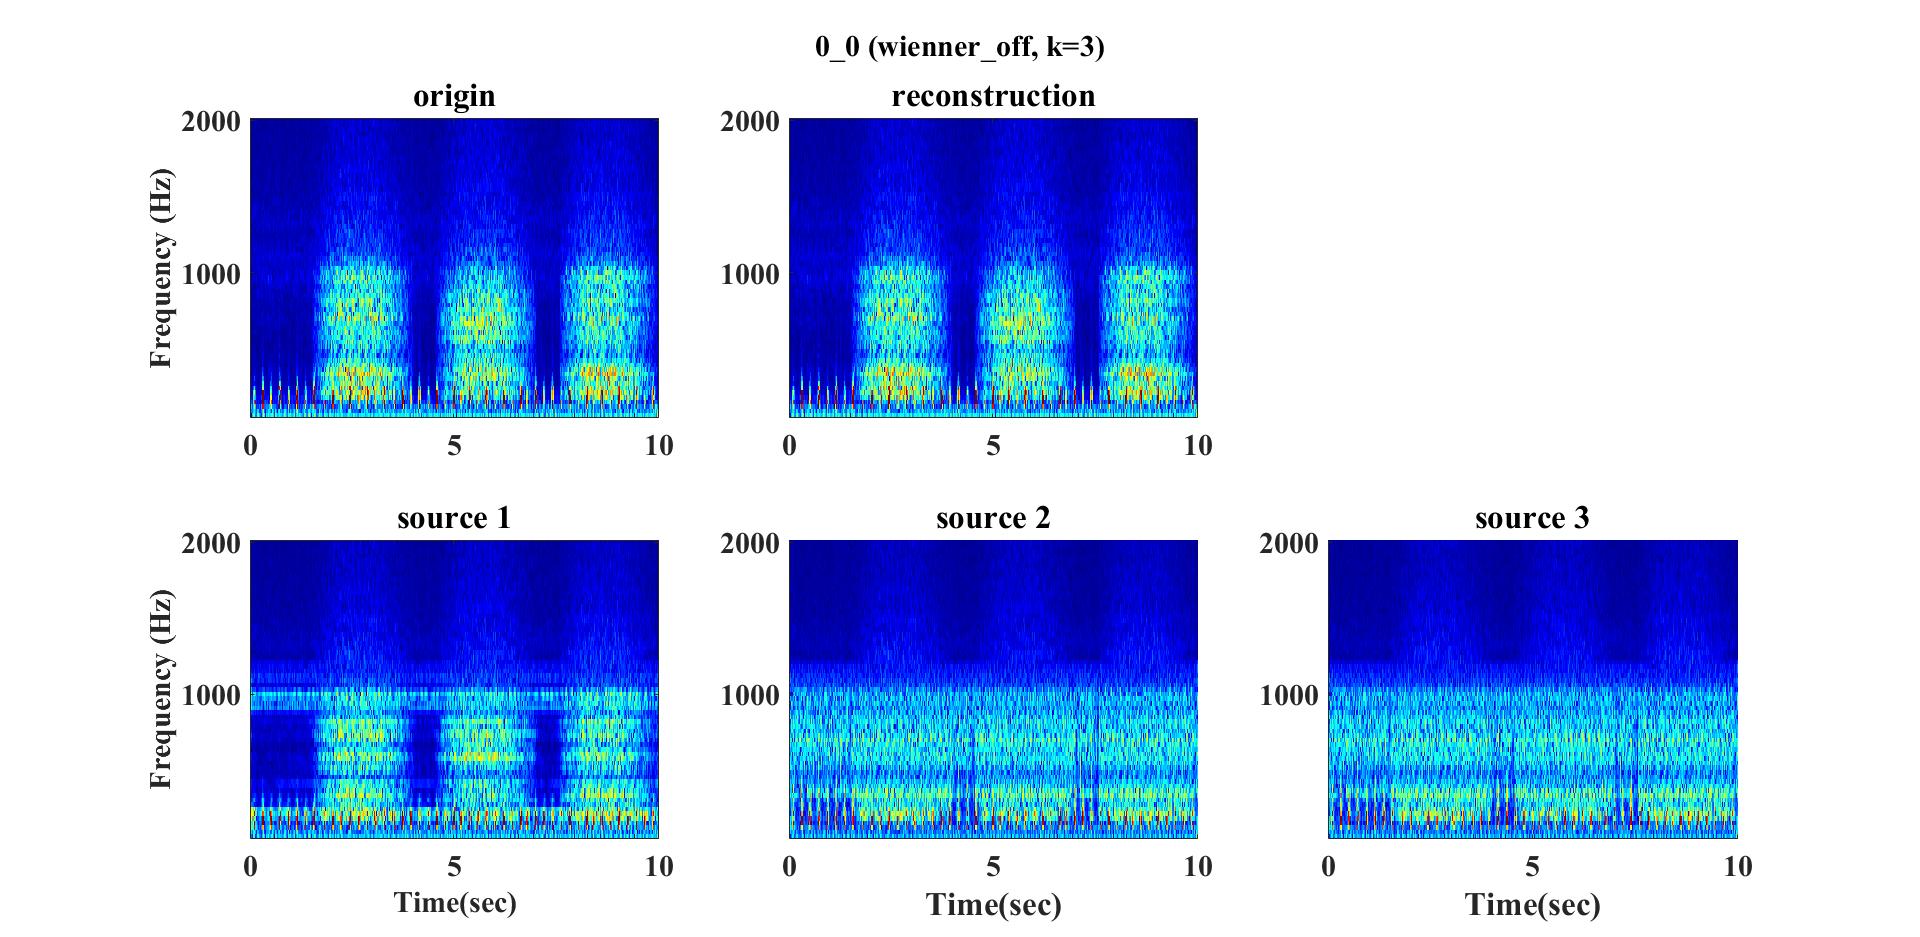 0_0 (wienner_off, k=3)
origin
reconstruction
2000
1000
Frequency (Hz)
0 5 10
2000
1000
0 5 10
source 1
source 2
source 3
2000
1000
Frequency (Hz)
0 5 10
Time(sec)
2000
1000
0 5 10
Time(sec)
2000
1000
0 5 10
Time(sec)